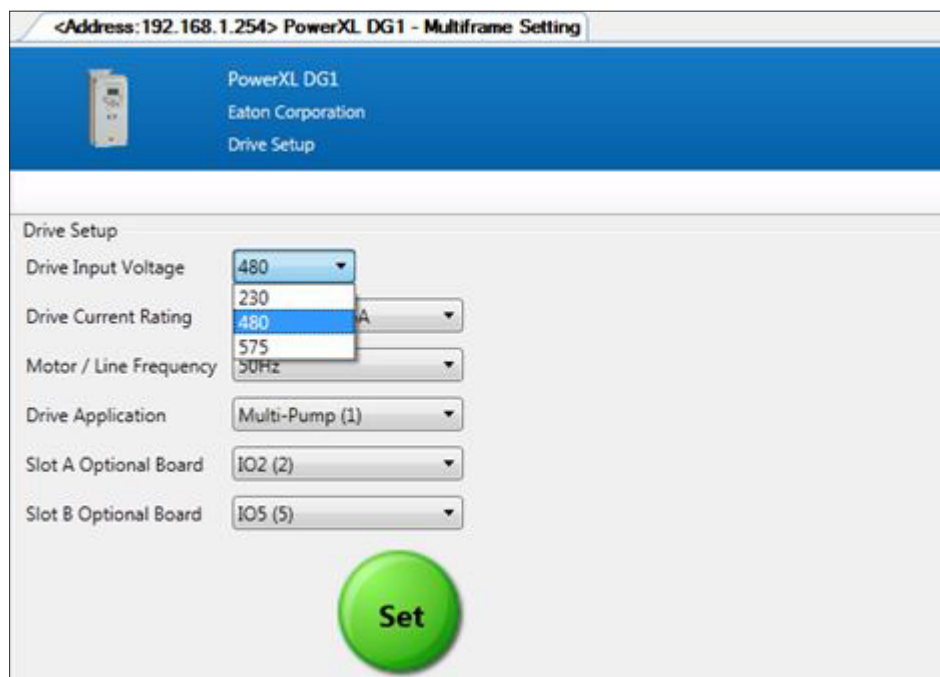 <Address:192.168.1.254> PowerXL DG1 - Multiframe Setting
PowerXL DG1
Eaton Corporation
Drive Setup
Drive Setup
Drive Input Voltage 480
230
Drive Current Rating 480 A
575
Motor / Line Frequency 50Hz
Drive Application Multi-Pump (1)
Slot A Optional Board IO2 (2)
Slot B Optional Board IO5 (5)
Set